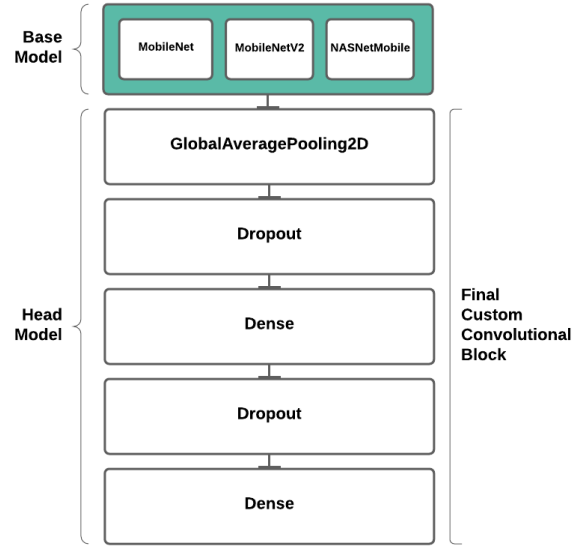 Base
Model
MobileNet
MobileNetV2
NASNetMobile
GlobalAveragePooling2D
Dropout
Dense
Dropout
Dense
Head
Model
Final
Custom
Convolutional
Block